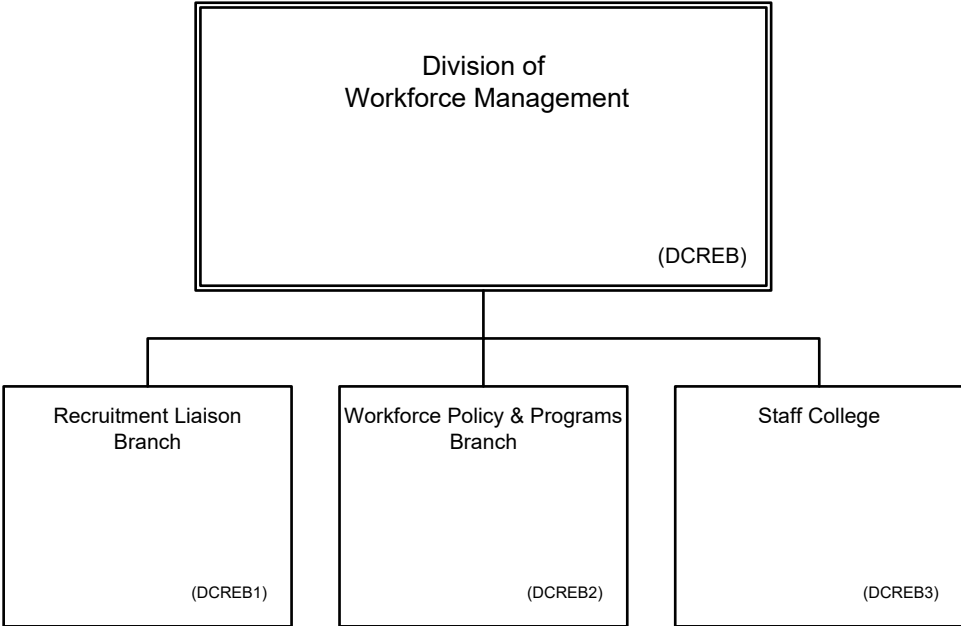 Division of
Workforce Management
(DCREB)
Recruitment Liaison
Branch
(DCREB1)
Workforce Policy & Programs
Branch
(DCREB2)
Staff College
(DCREB3)